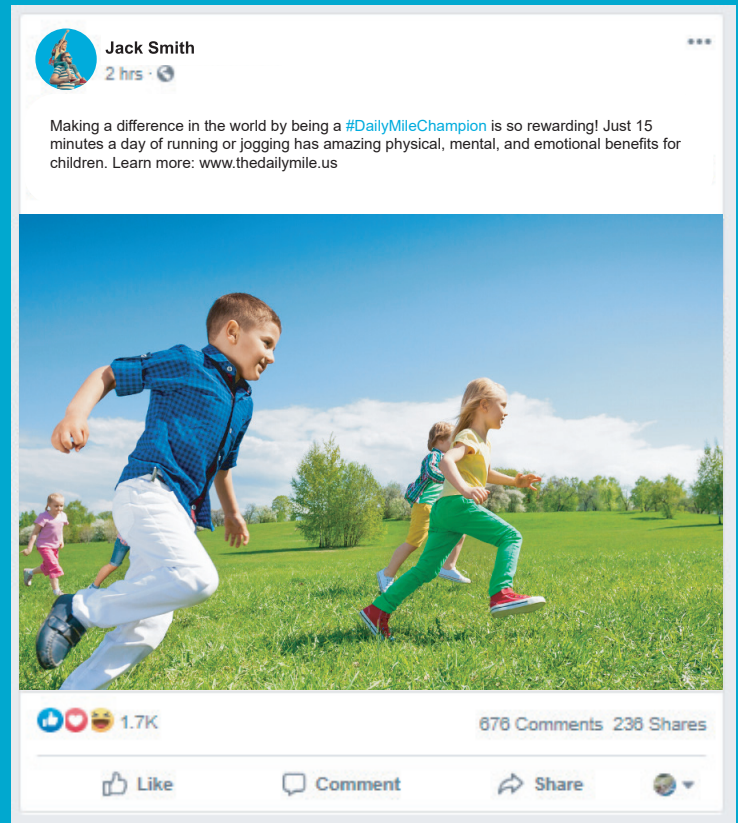 Jack Smith
2 hrs ·
Making a difference in the world by being a #DailyMileChampion is so rewarding! Just 15
minutes a day of running or jogging has amazing physical, mental, and emotional benefits for
children. Learn more: www.thedailymile.us
1.7K 676 Comments 236 Shares
Like Comment Share